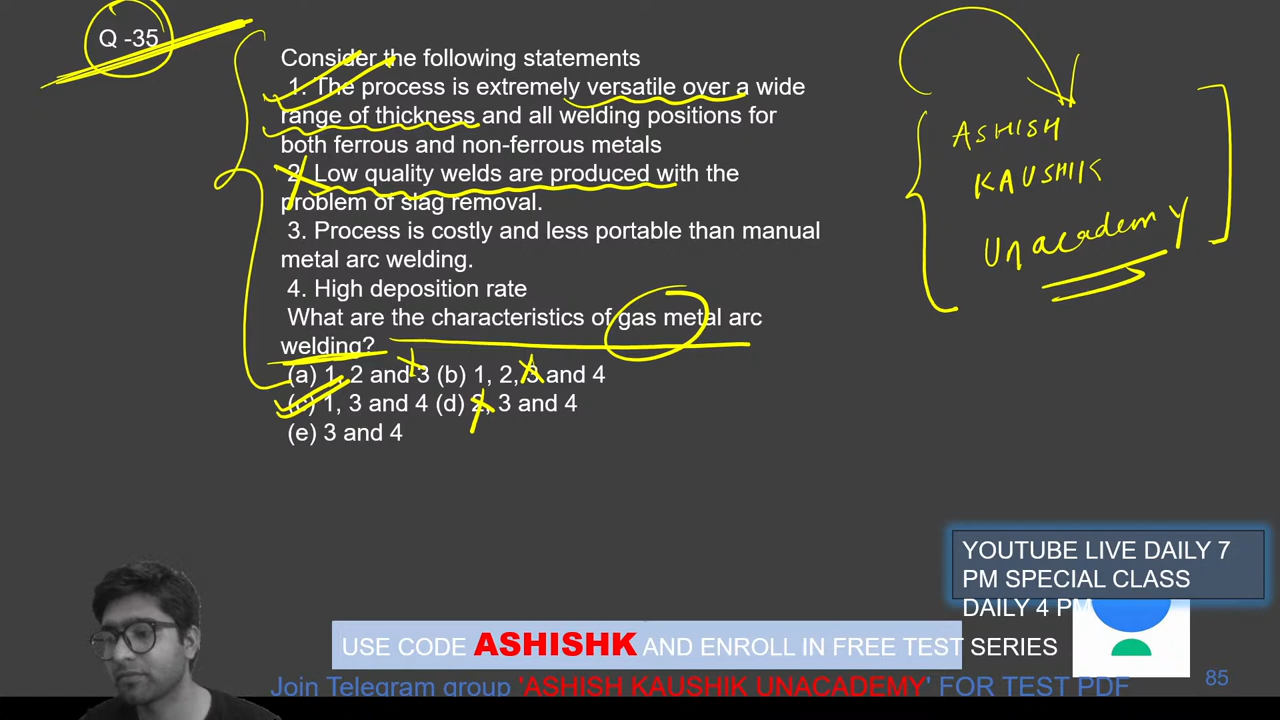 Q -35
Consider the following statements
1. The process is extremely versatile over a wide
range of thickness and all welding positions for
both ferrous and non-ferrous metals
2. Low quality welds are produced with the
problem of slag removal.
3. Process is costly and less portable than manual
metal arc welding.
4. High deposition rate
What are the characteristics of gas metal arc
welding?
(a) 1, 2 and 3 (b) 1, 2, 3 and 4
(c) 1, 3 and 4 (d) 2, 3 and 4
(e) 3 and 4
ASHISH
KAUSHIK
Unacademy
YOUTUBE LIVE DAILY 7
PM SPECIAL CLASS
DAILY 4 PM
USE CODE ASHISHK AND ENROLL IN FREE TEST SERIES
Join Telegram group 'ASHISH KAUSHIK UNACADEMY' FOR TEST PDF
85